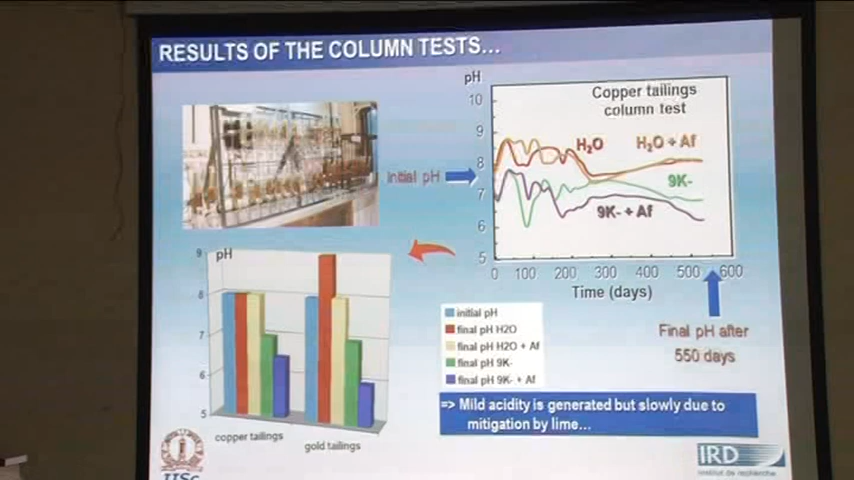 RESULTS OF THE COLUMN TESTS...
pH
10
9
8
7
6
5
Copper tailings
column test
H₂O
H₂O + Af
9K-
9K- + Af
initial pH
0 100 200 300 400 500 600
Time (days)
pH
9
8
7
6
5
copper tailings
gold tailings
initial pH
final pH H2O
final pH H2O + Af
final pH 9K-
final pH 9K- + Af
Final pH after
550 days
=> Mild acidity is generated but slowly due to
mitigation by lime...
IISc
IRD
Institut de recherche